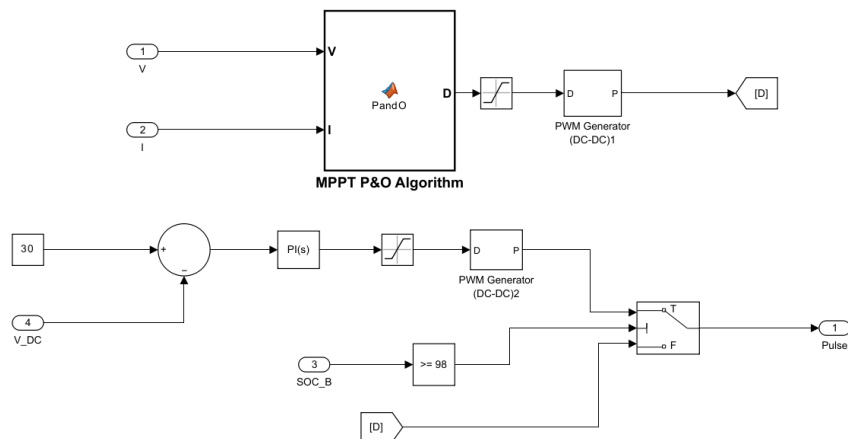 1
V
V
2
I
I
PandO
D
MPPT P&O Algorithm
D
P
PWM Generator
(DC-DC)1
[D]
30
+
−
4
V_DC
PI(s)
D
P
PWM Generator
(DC-DC)2
3
SOC_B
>= 98
[D]
T
F
1
Pulse